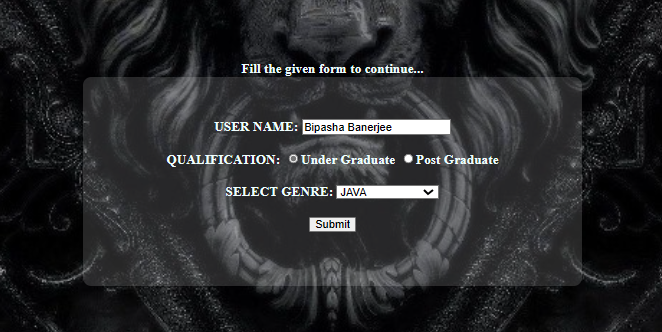 Fill the given form to continue...
USER NAME: Bipasha Banerjee
QUALIFICATION: Under Graduate Post Graduate
SELECT GENRE: JAVA
Submit